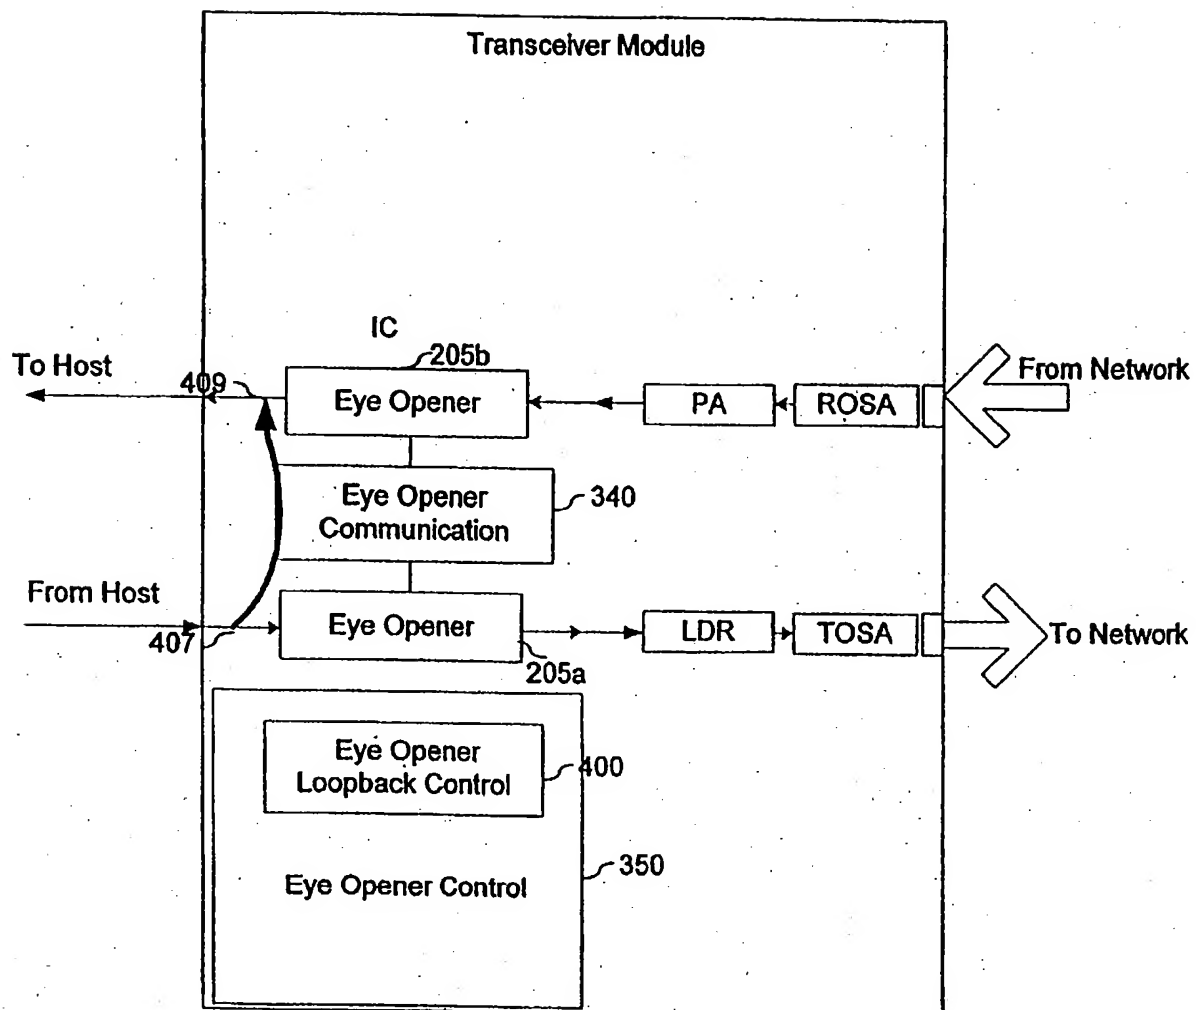 Transceiver Module
IC
205b
To Host
409
Eye Opener
PA
ROSA
From Network
Eye Opener
Communication
340
From Host
407
Eye Opener
205a
LDR
TOSA
To Network
Eye Opener
Loopback Control
400
Eye Opener Control
350